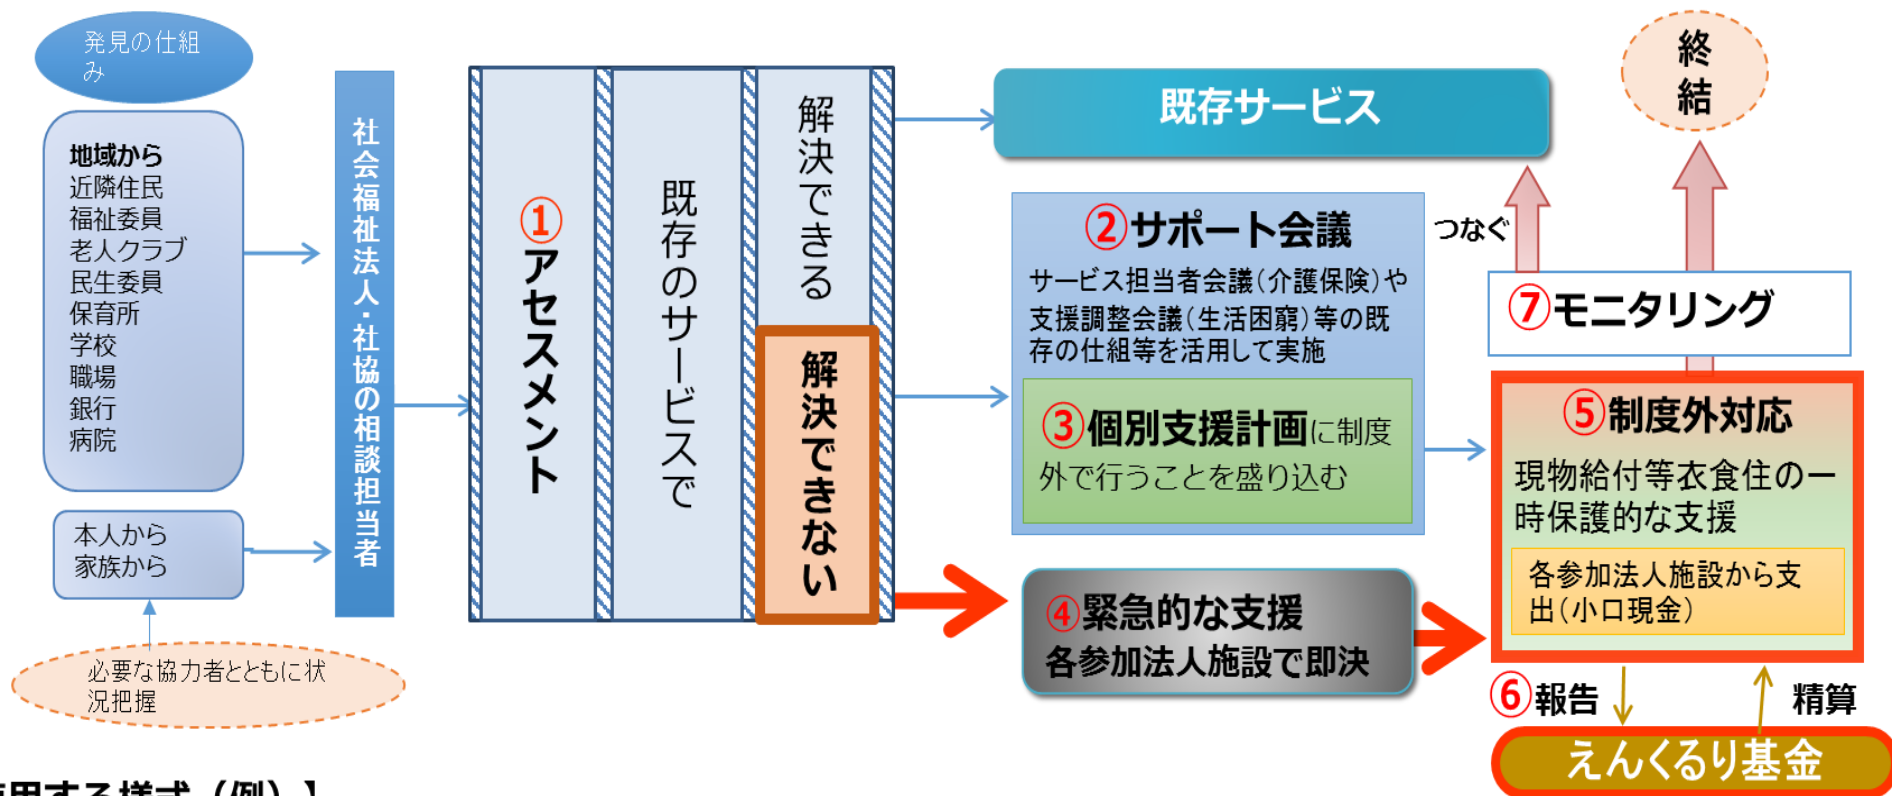 発見の仕組
み
地域から
近隣住民
福祉委員
老人クラブ
民生委員
保育所
学校
職場
銀行
病院
本人から
家族から
必要な協力者とともに状
況把握
社会福祉法人・社協の相談担当者
①アセスメント
既存のサービスで
解決できる
解決できない
既存サービス
②サポート会議
サービス担当者会議(介護保険)や
支援調整会議(生活困窮)等の既
存の仕組等を活用して実施
③個別支援計画に制度
外で行うことを盛り込む
④緊急的な支援
各参加法人施設で即決
終
結
つなぐ
⑦モニタリング
⑤制度外対応
現物給付等衣食住の一
時保護的な支援
各参加法人施設から支
出(小口現金)
⑥報告
精算
えんくるり基金
用する様式(例)】